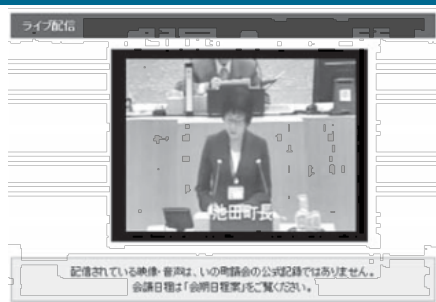 ライブ配信
池田町長
配信されている映像・音声は、いの町議会の公式記録ではありません。
会議日程は「会期日程案」をご覧ください。